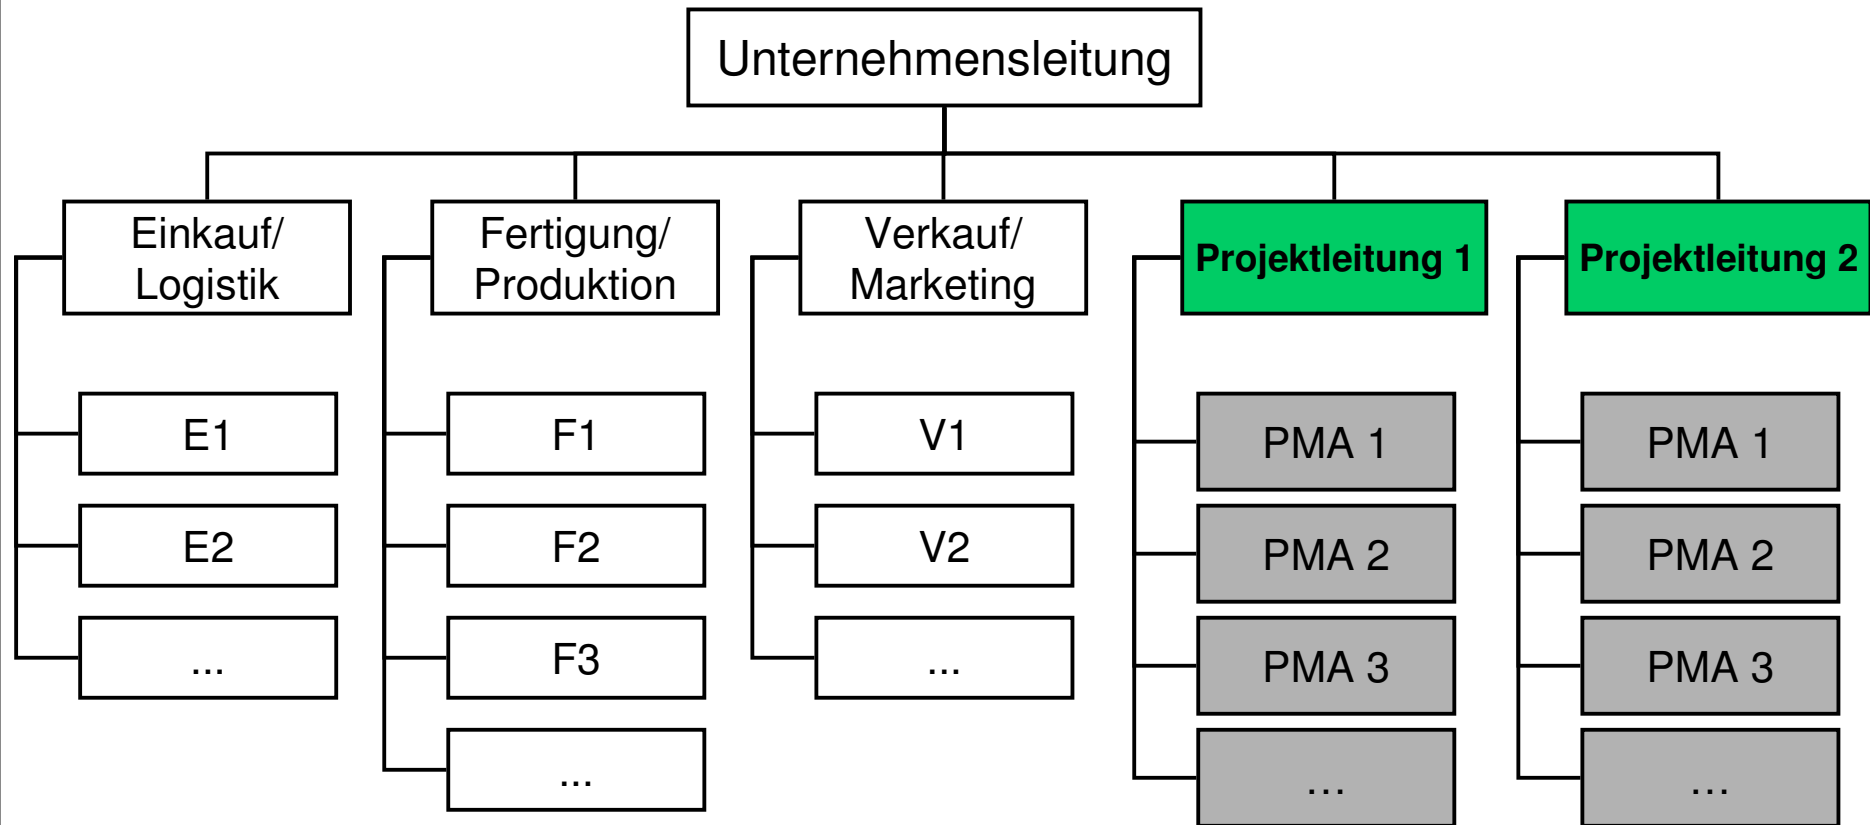 Unternehmensleitung
Einkauf/
Logistik
Fertigung/
Produktion
Verkauf/
Marketing
Projektleitung 1
Projektleitung 2
E1
F1
V1
PMA 1
PMA 1
E2
F2
V2
PMA 2
PMA 2
...
F3
...
PMA 3
PMA 3
...
...
...